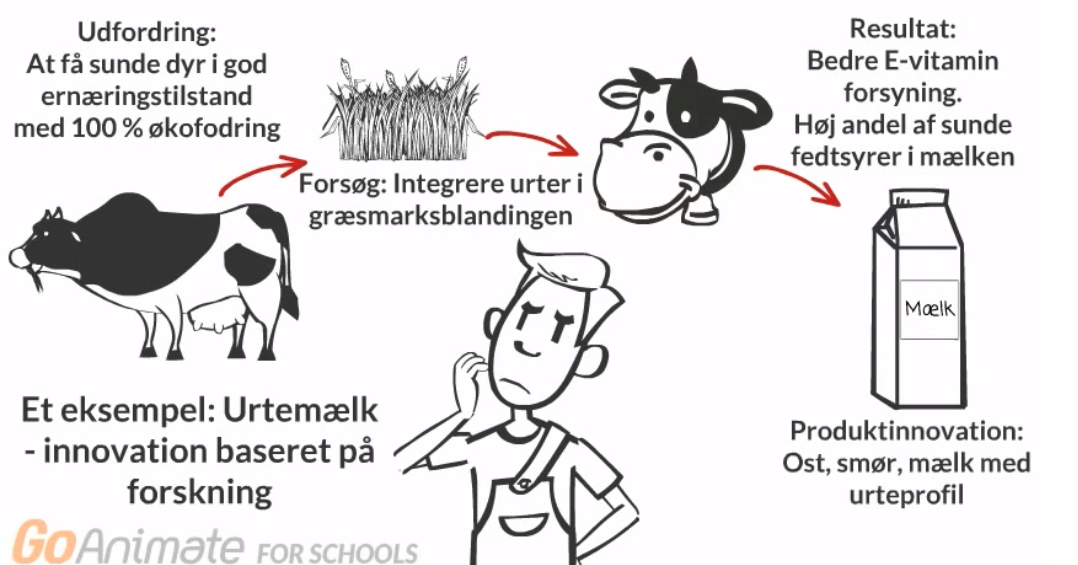 Udfordring:
At få sunde dyr i god
ernæringstilstand
med 100 % økofodring
Forsøg: Integrere urter i
græsmarksblandingen
Resultat:
Bedre E-vitamin
forsyning.
Høj andel af sunde
fedtsyrer i mælken
Mælk
Produktinnovation:
Ost, smør, mælk med
urteprofil
Et eksempel: Urtemælk
- innovation baseret på
forskning
GoAnimate FOR SCHOOLS